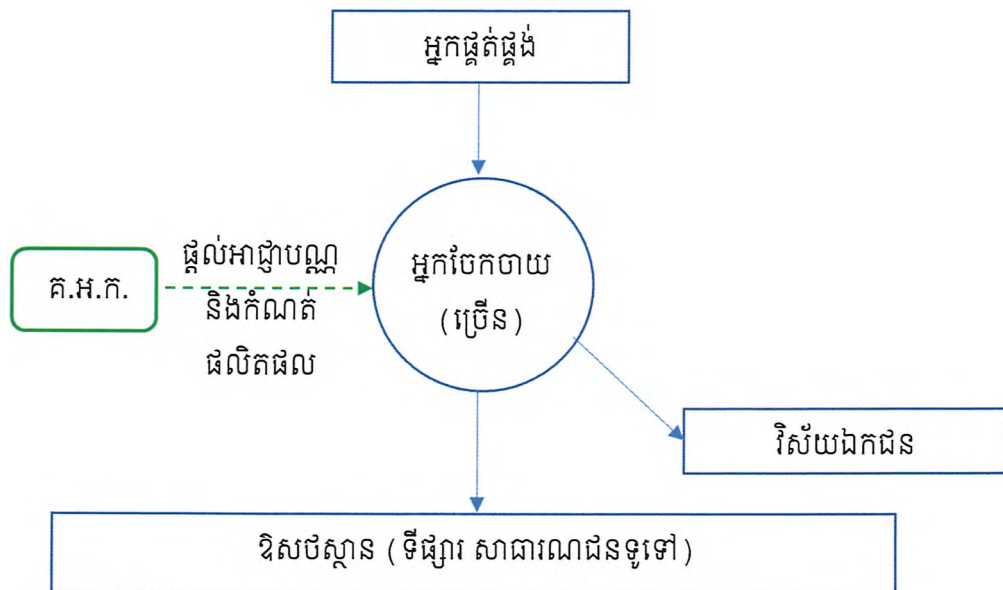 អ្នកផ្គត់ផ្គង់
ផ្តល់អាជ្ញាបណ្ណ
និងកំណត់
ផលិតផល
គ.អ.ក.
អ្នកចែកចាយ
(ច្រើន)
វិស័យឯកជន
ឱសថស្ថាន (ទីផ្សារ សាធារណជនទូទៅ)